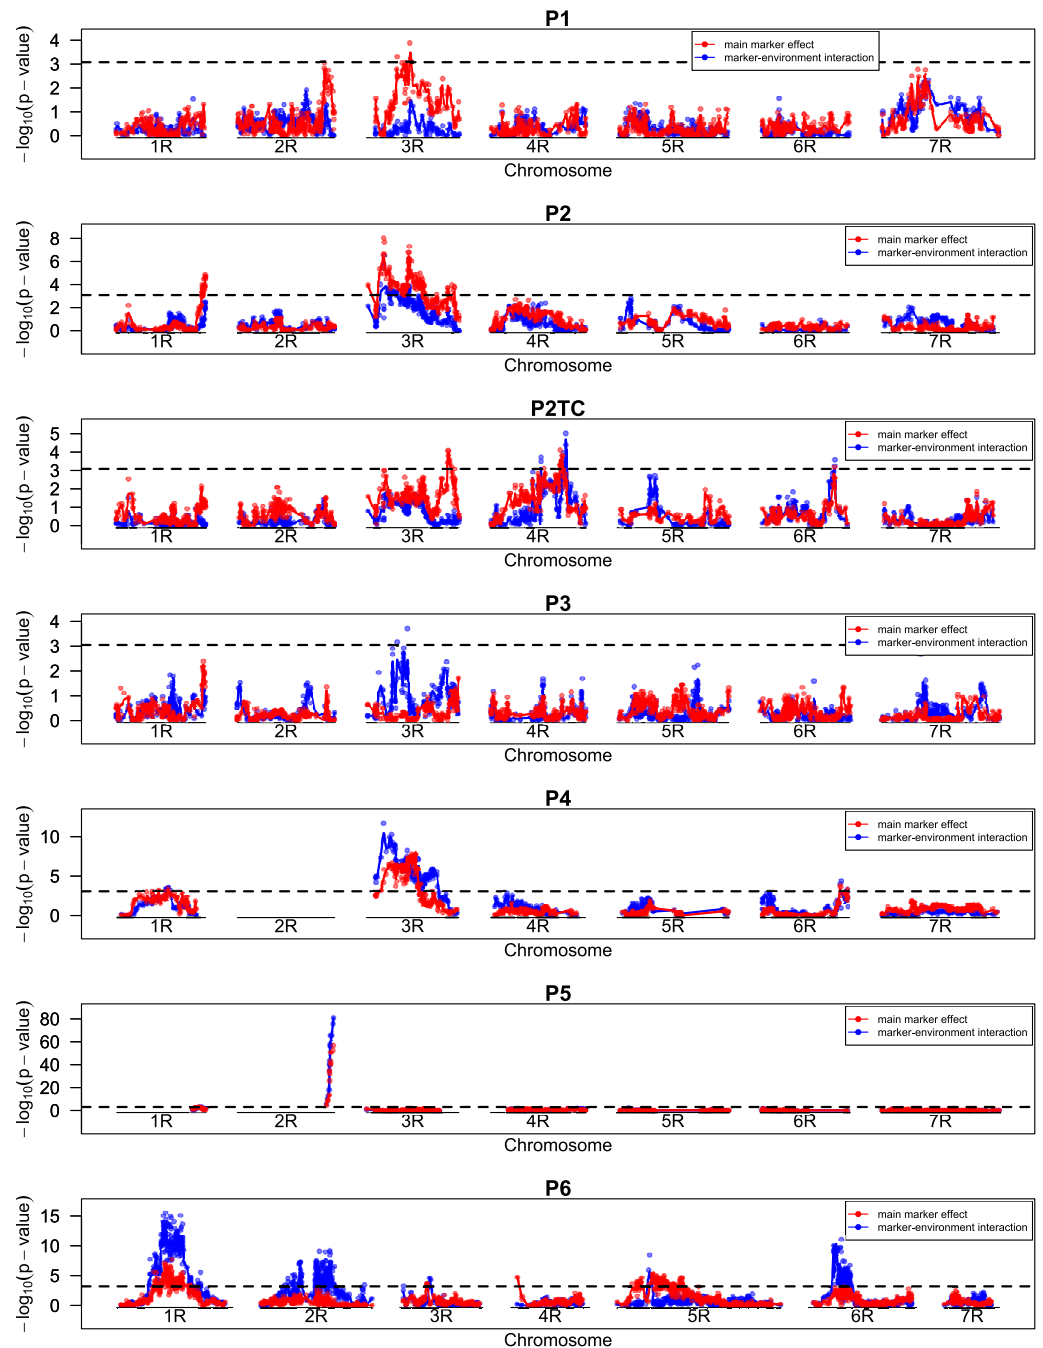 P1
− log10(p − value)
4
3
2
1
0
main marker effect
marker-environment interaction
1R 2R 3R 4R 5R 6R 7R
Chromosome
P2
− log10(p − value)
8
6
4
2
0
main marker effect
marker-environment interaction
1R 2R 3R 4R 5R 6R 7R
Chromosome
P2TC
− log10(p − value)
5
4
3
2
1
0
main marker effect
marker-environment interaction
1R 2R 3R 4R 5R 6R 7R
Chromosome
P3
− log10(p − value)
4
3
2
1
0
main marker effect
marker-environment interaction
1R 2R 3R 4R 5R 6R 7R
Chromosome
P4
− log10(p − value)
10
5
0
main marker effect
marker-environment interaction
1R 2R 3R 4R 5R 6R 7R
Chromosome
P5
− log10(p − value)
80
60
40
20
0
main marker effect
marker-environment interaction
1R 2R 3R 4R 5R 6R 7R
Chromosome
P6
− log10(p − value)
15
10
5
0
main marker effect
marker-environment interaction
1R 2R 3R 4R 5R 6R 7R
Chromosome